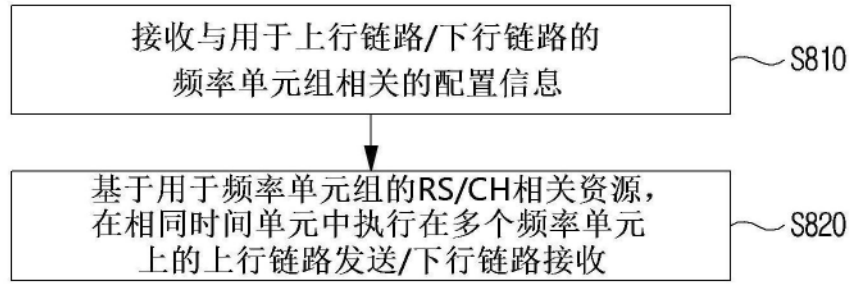 接收与用于上行链路/下行链路的
频率单元组相关的配置信息
S810
基于用于频率单元组的RS/CH相关资源，
在相同时间单元中执行在多个频率单元
上的上行链路发送/下行链路接收
S820